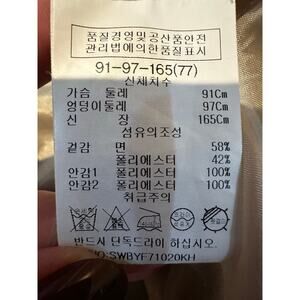 품질경영및공산품안전
관리법에의한품질표시
91-97-165(77)
신체치수
가슴 둘레 91Cm
엉덩이둘레 97Cm
신 장 165Cm
섬유의조성
겉감 면 58%
폴리에스터 42%
안감1 폴리에스터 100%
안감2 폴리에스터 100%
취급주의
반드시 단독드라이 하십시오.
NO:SWBYF71020KH